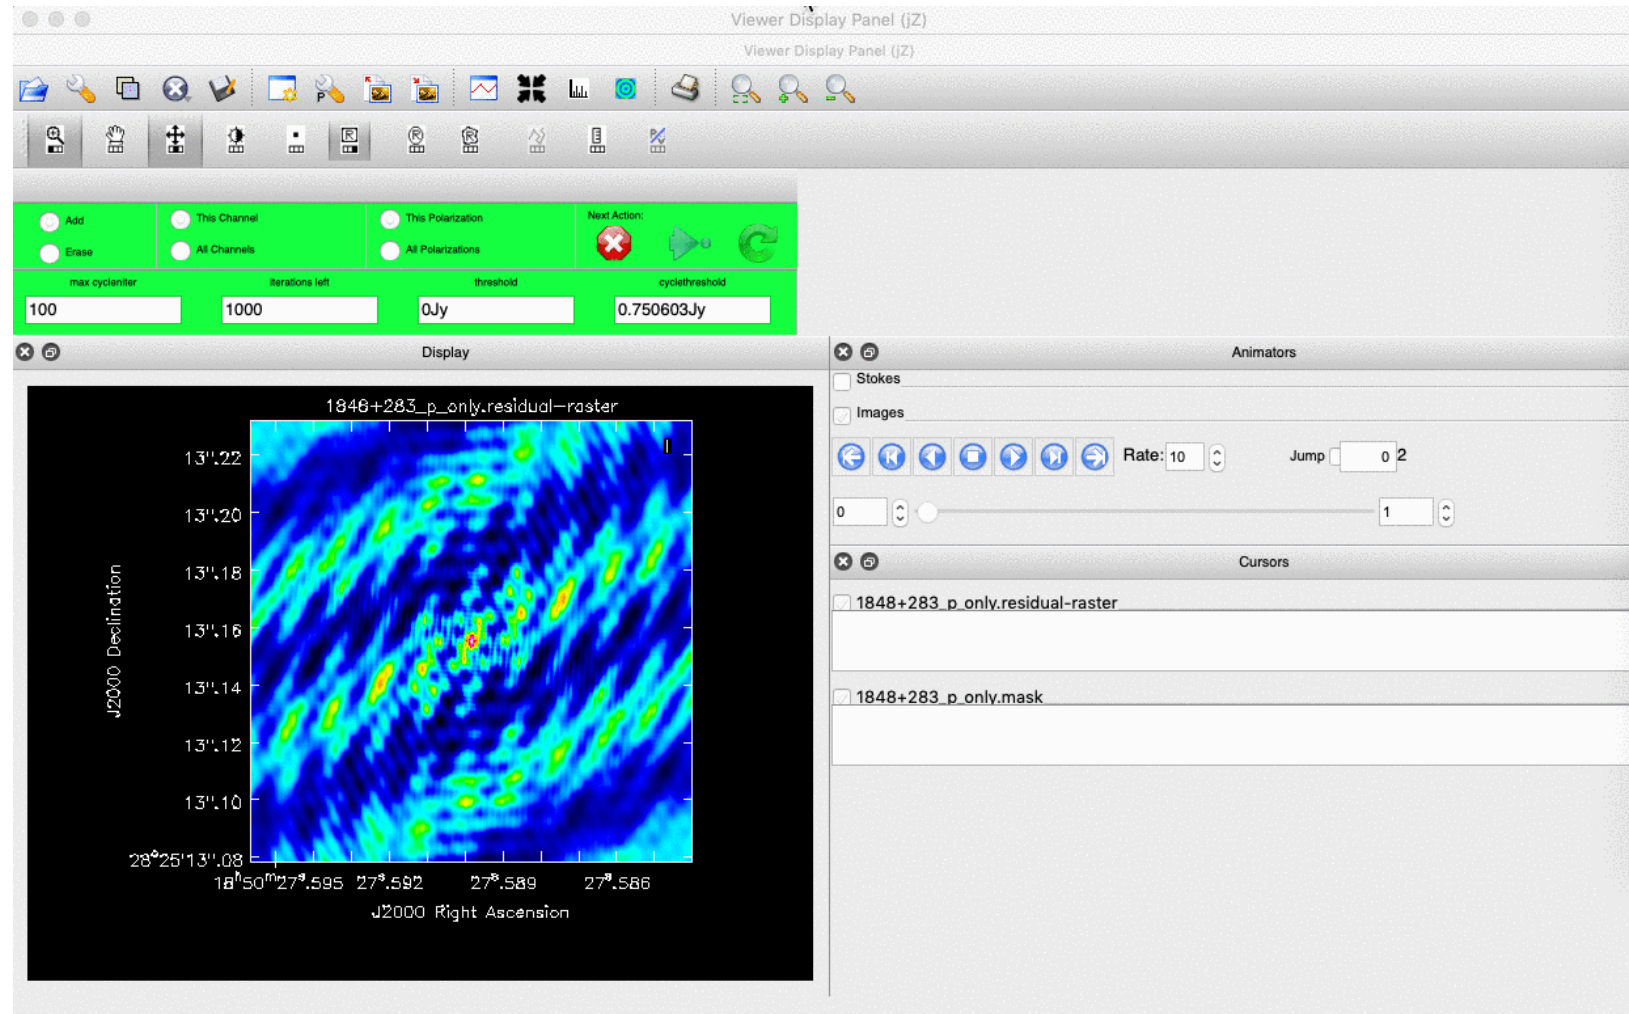 Viewer Display Panel (jZ)
Viewer Display Panel (jZ)
Add
This Channel
This Polarization
Next Action:
Erase
All Channels
All Polarizations
max cycleniter
iterations left
threshold
cyclethreshold
100
1000
0Jy
0.750603Jy
Display
Animators
Stokes
Images
Rate: 10
Jump 0 2
0
1
Cursors
1848+283_p_only.residual-raster
1848+283_p_only.mask
1848+283_p_only.residual-raster
I
13".22
13".20
13".18
13".16
13".14
13".12
13".10
28°25'13".08
J2000 Declination
18h50m27s.595 27s.592 27s.589 27s.586
J2000 Right Ascension